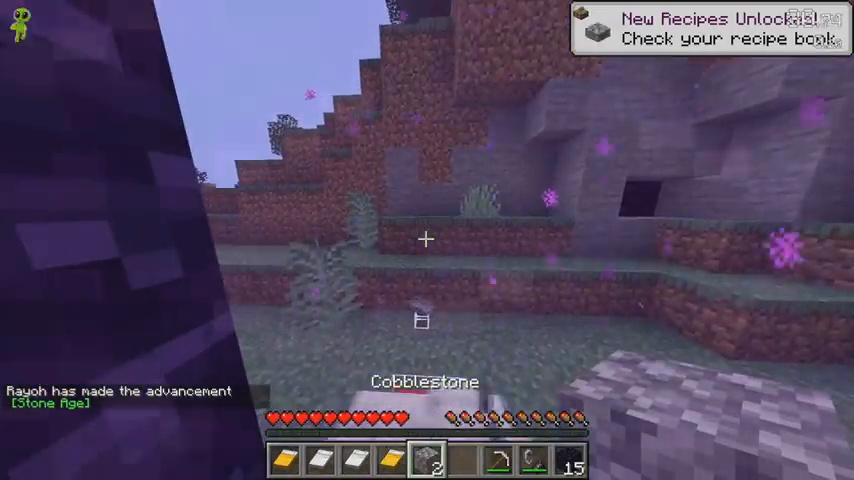 New Recipes Unlocked!
Check your recipe book
Cobblestone
Rayoh has made the advancement
[Stone Age]
2
15